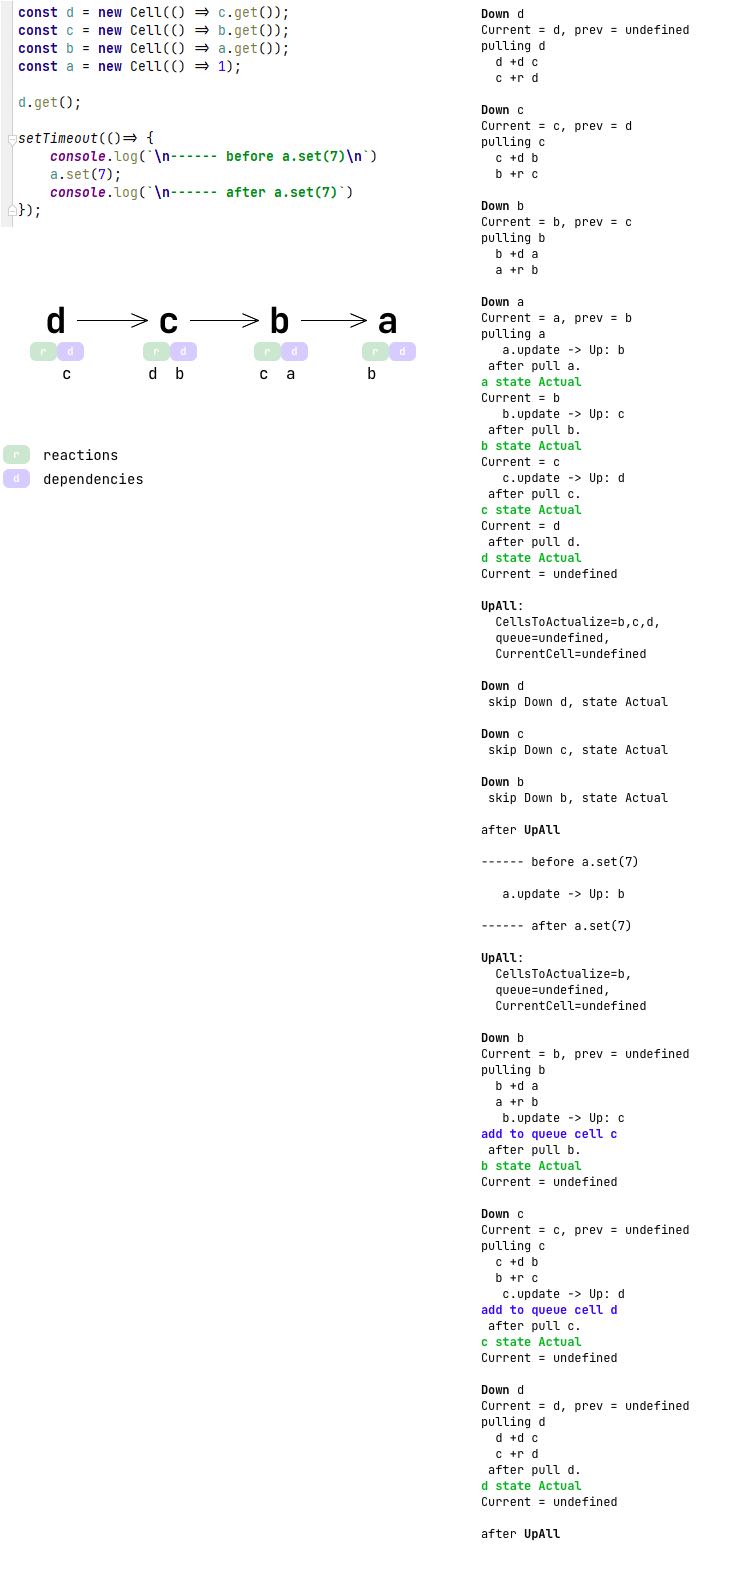 const d = new Cell(() => c.get());
const c = new Cell(() => b.get());
const b = new Cell(() => a.get());
const a = new Cell(() => 1);
d.get();
setTimeout(()=> {
console.log(`\n------ before a.set(7)\n`)
a.set(7);
console.log(`\n------ after a.set(7)`)
});
d c b a
r d r d r d r d
c d b c a b
r reactions
d dependencies
Down d
Current = d, prev = undefined
pulling d
d +d c
c +r d
Down c
Current = c, prev = d
pulling c
c +d b
b +r c
Down b
Current = b, prev = c
pulling b
b +d a
a +r b
Down a
Current = a, prev = b
pulling a
a.update -> Up: b
after pull a.
a state Actual
Current = b
b.update -> Up: c
after pull b.
b state Actual
Current = c
c.update -> Up: d
after pull c.
c state Actual
Current = d
after pull d.
d state Actual
Current = undefined
UpAll:
CellsToActualize=b,c,d,
queue=undefined,
CurrentCell=undefined
Down d
skip Down d, state Actual
Down c
skip Down c, state Actual
Down b
skip Down b, state Actual
after UpAll
------ before a.set(7)
a.update -> Up: b
------ after a.set(7)
UpAll:
CellsToActualize=b,
queue=undefined,
CurrentCell=undefined
Down b
Current = b, prev = undefined
pulling b
b +d a
a +r b
b.update -> Up: c
add to queue cell c
after pull b.
b state Actual
Current = undefined
Down c
Current = c, prev = undefined
pulling c
c +d b
b +r c
c.update -> Up: d
add to queue cell d
after pull c.
c state Actual
Current = undefined
Down d
Current = d, prev = undefined
pulling d
d +d c
c +r d
after pull d.
d state Actual
Current = undefined
after UpAll